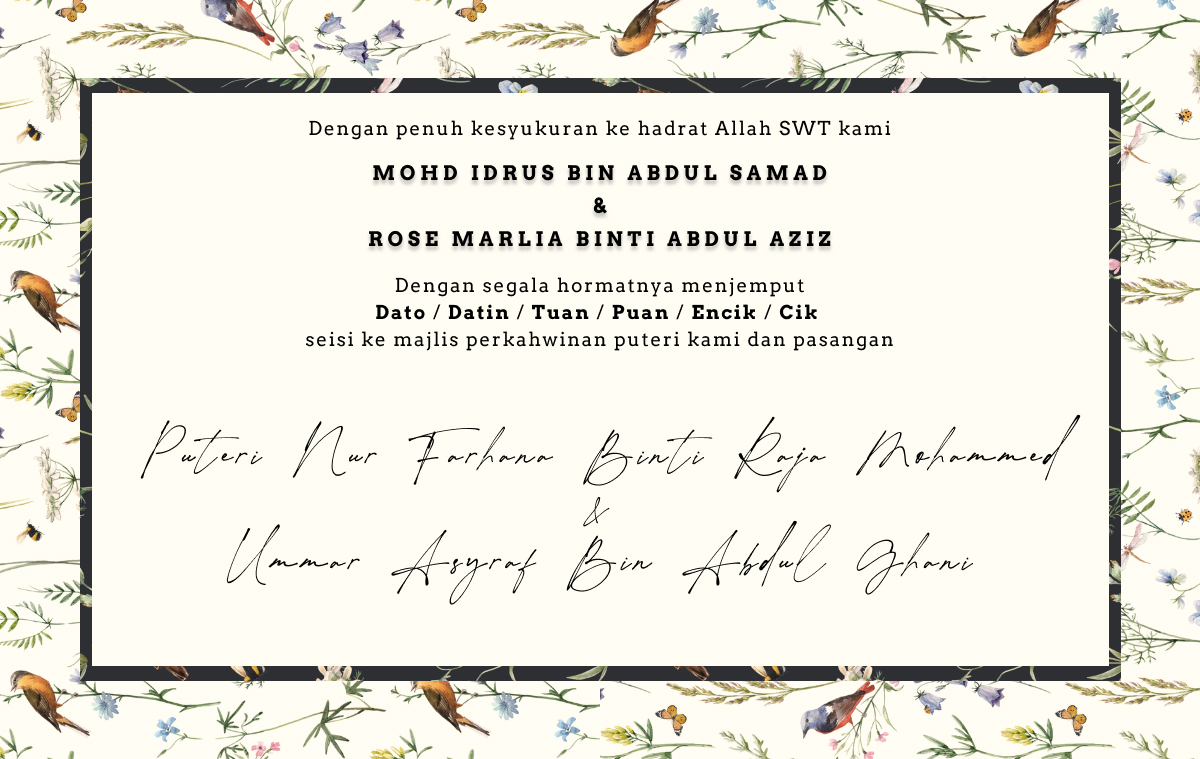 Dengan penuh kesyukuran ke hadrat Allah SWT kami
MOHD IDRUS BIN ABDUL SAMAD
&
ROSE MARLIA BINTI ABDUL AZIZ
Dengan segala hormatnya menjemput
Dato / Datin / Tuan / Puan / Encik / Cik
seisi ke majlis perkahwinan puteri kami dan pasangan
Puteri Nur Farhana Binti Raja Mohammed
&
Ummar Asyraf Bin Abdul Ghani